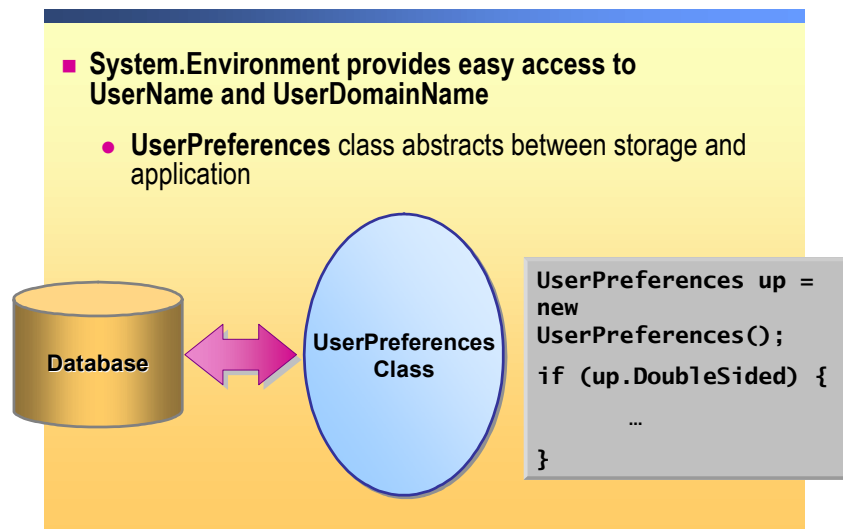 System.Environment provides easy access to
UserName and UserDomainName
UserPreferences class abstracts between storage and
application
Database
UserPreferences
Class
UserPreferences up =
new
UserPreferences();
if (up.DoubleSided) {
…
}